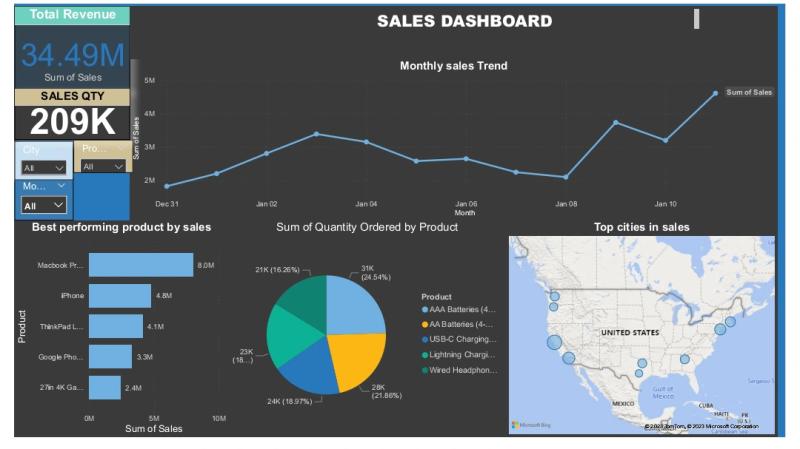 Total Revenue
34.49M
Sum of Sales
SALES QTY
209K
City
All
Pro...
All
Mo...
All
SALES DASHBOARD
Monthly sales Trend
Sum of Sales
5M
4M
3M
2M
Sum of Sales
Dec 31
Jan 02
Jan 04
Jan 06
Jan 08
Jan 10
Month
Best performing product by sales
Product
Macbook Pr...
8.0M
iPhone
4.8M
ThinkPad L...
4.1M
Google Pho...
3.3M
27in 4K Ga...
2.4M
0M
5M
10M
Sum of Sales
Sum of Quantity Ordered by Product
31K
(24.54%)
28K
(21.86%)
24K (18.97%)
23K
(18...)
21K (16.26%)
Product
AAA Batteries (4...
AA Batteries (4-...
USB-C Charging...
Lightning Chargi...
Wired Headphon...
Top cities in sales
UNITED STATES
MEXICO
Gulf of
Mexico
CUBA
HAITI
PR
(U.S.)
Caribbean Sea
Sargasso S
Microsoft Bing
© 2023 TomTom, © 2023 Microsoft Corporation